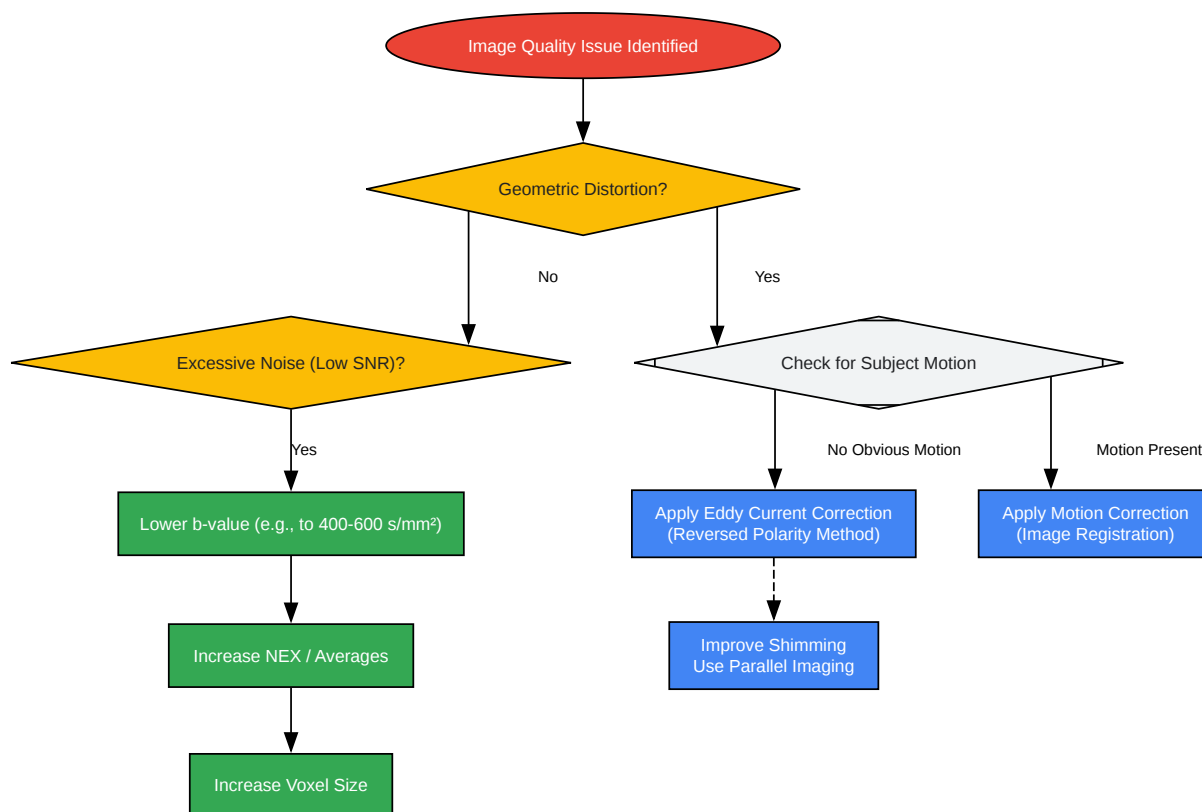 Image Quality Issue Identified
Geometric Distortion?
No
Yes
Excessive Noise (Low SNR)?
Check for Subject Motion
Yes
No Obvious Motion
Motion Present
Lower b-value (e.g., to 400-600 s/mm²)
Apply Eddy Current Correction
(Reversed Polarity Method)
Apply Motion Correction
(Image Registration)
Increase NEX / Averages
Improve Shimming
Use Parallel Imaging
Increase Voxel Size